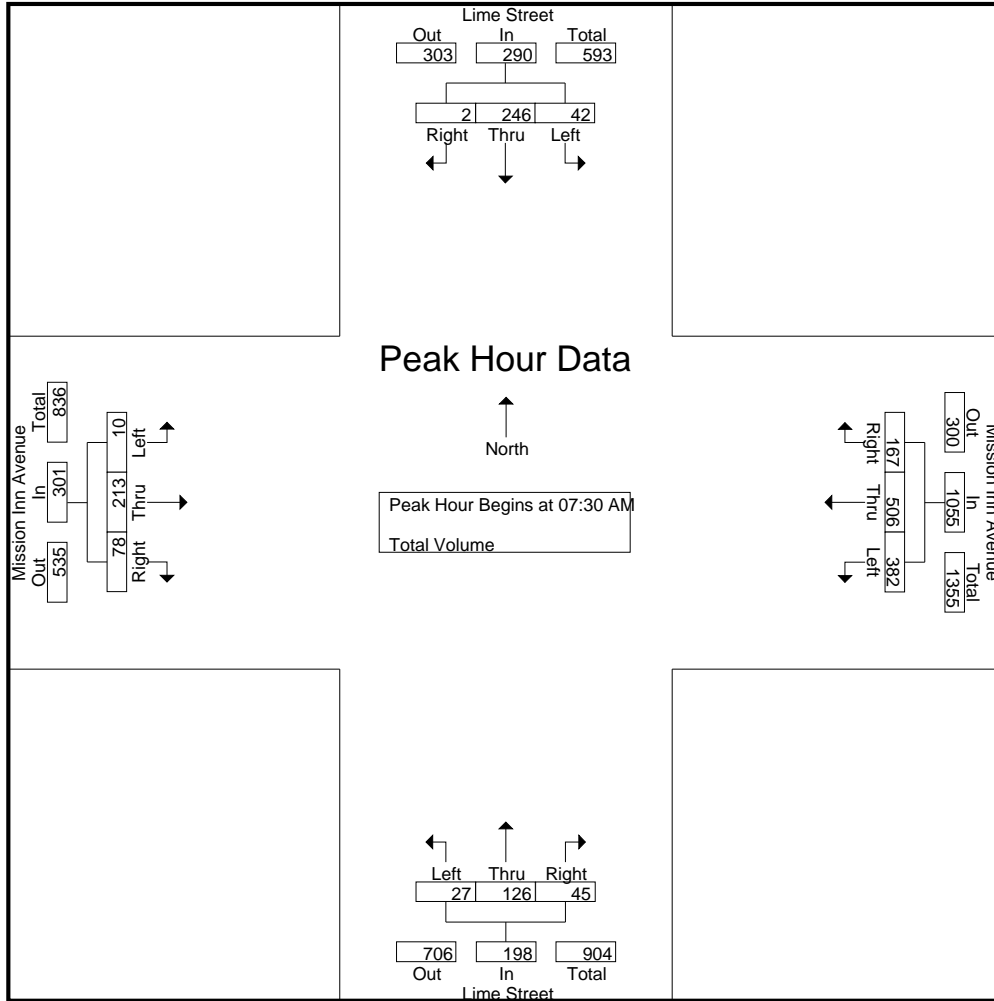 Lime Street
Out In Total
303 290 593
2 246 42
Right Thru Left
Peak Hour Data
North
Peak Hour Begins at 07:30 AM
Total Volume
Mission Inn Avenue
Total In Out
836 301 535
10 213 78
Left Thru Right
Right Thru Left
167 506 382
Out In Total
300 1055 1355
Mission Inn Avenue
Left Thru Right
27 126 45
706 198 904
Out In Total
Lime Street